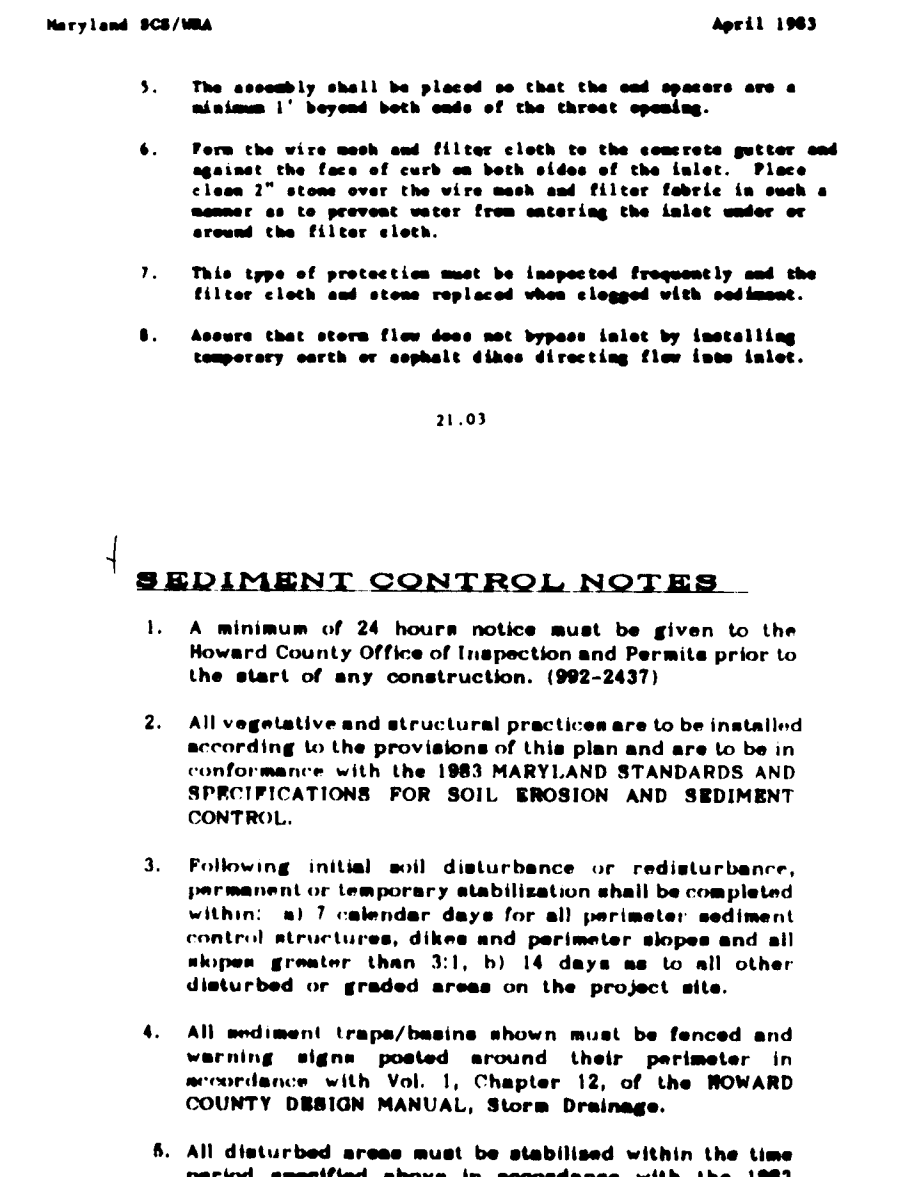 Maryland SCS/WRA April 1983
5. The assembly shall be placed so that the end spacers are a
minimum 1' beyond both ends of the throat opening.
6. Form the wire mesh and filter cloth to the concrete gutter and
against the face of curb on both sides of the inlet. Place
clean 2" stone over the wire mesh and filter fabric in such a
manner as to prevent water from entering the inlet under or
around the filter cloth.
7. This type of protection must be inspected frequently and the
filter cloth and stone replaced when clogged with sediment.
8. Assure that storm flow does not bypass inlet by installing
temporary earth or asphalt dikes directing flow into inlet.
21.03
SEDIMENT CONTROL NOTES
1. A minimum of 24 hours notice must be given to the
Howard County Office of Inspection and Permits prior to
the start of any construction. (992-2437)
2. All vegetative and structural practices are to be installed
according to the provisions of this plan and are to be in
conformance with the 1983 MARYLAND STANDARDS AND
SPECIFICATIONS FOR SOIL EROSION AND SEDIMENT
CONTROL.
3. Following initial soil disturbance or redisturbance,
permanent or temporary stabilization shall be completed
within: a) 7 calendar days for all perimeter sediment
control structures, dikes and perimeter slopes and all
slopes greater than 3:1, b) 14 days as to all other
disturbed or graded areas on the project site.
4. All sediment traps/basins shown must be fenced and
warning signs posted around their perimeter in
accordance with Vol. 1, Chapter 12, of the HOWARD
COUNTY DESIGN MANUAL, Storm Drainage.
5. All disturbed areas must be stabilized within the time
period specified above in accordance with the 1983